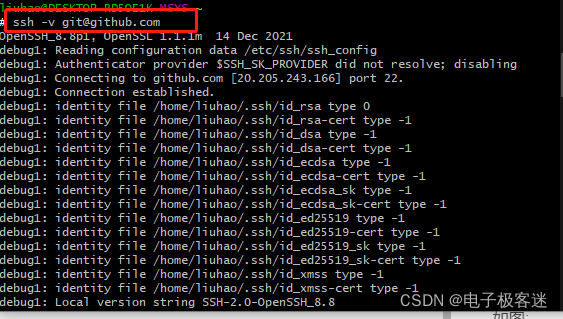 liuhao@DESKTOP-RD5OE1K MSYS ~
# ssh -v git@github.com
OpenSSH_8.8p1, OpenSSL 1.1.1m  14 Dec 2021
debug1: Reading configuration data /etc/ssh/ssh_config
debug1: Authenticator provider $SSH_SK_PROVIDER did not resolve; disabling
debug1: Connecting to github.com [20.205.243.166] port 22.
debug1: Connection established.
debug1: identity file /home/liuhao/.ssh/id_rsa type 0
debug1: identity file /home/liuhao/.ssh/id_rsa-cert type -1
debug1: identity file /home/liuhao/.ssh/id_dsa type -1
debug1: identity file /home/liuhao/.ssh/id_dsa-cert type -1
debug1: identity file /home/liuhao/.ssh/id_ecdsa type -1
debug1: identity file /home/liuhao/.ssh/id_ecdsa-cert type -1
debug1: identity file /home/liuhao/.ssh/id_ecdsa_sk type -1
debug1: identity file /home/liuhao/.ssh/id_ecdsa_sk-cert type -1
debug1: identity file /home/liuhao/.ssh/id_ed25519 type -1
debug1: identity file /home/liuhao/.ssh/id_ed25519-cert type -1
debug1: identity file /home/liuhao/.ssh/id_ed25519_sk type -1
debug1: identity file /home/liuhao/.ssh/id_ed25519_sk-cert type -1
debug1: identity file /home/liuhao/.ssh/id_xmss type -1
debug1: identity file /home/liuhao/.ssh/id_xmss-cert type -1
debug1: Local version string SSH-2.0-OpenSSH_8.8
CSDN @电子极客迷
如图: